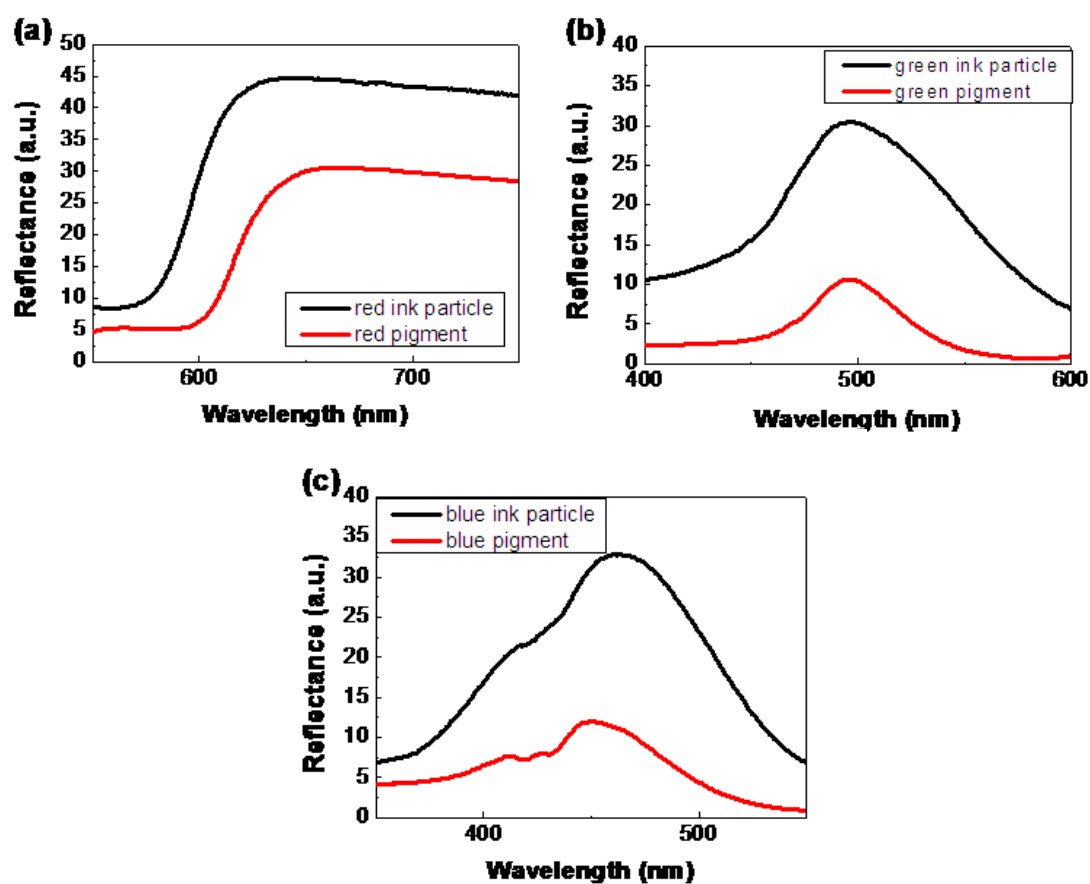 (a)
50
45
40
35
30
25
20
15
10
5
0
Reflectance (a.u.)
red ink particle
red pigment
600
700
Wavelength (nm)
(b)
40
35
30
25
20
15
10
5
0
Reflectance (a.u.)
green ink particle
green pigment
400
500
600
Wavelength (nm)
(c)
40
35
30
25
20
15
10
5
0
Reflectance (a.u.)
blue ink particle
blue pigment
400
500
Wavelength (nm)